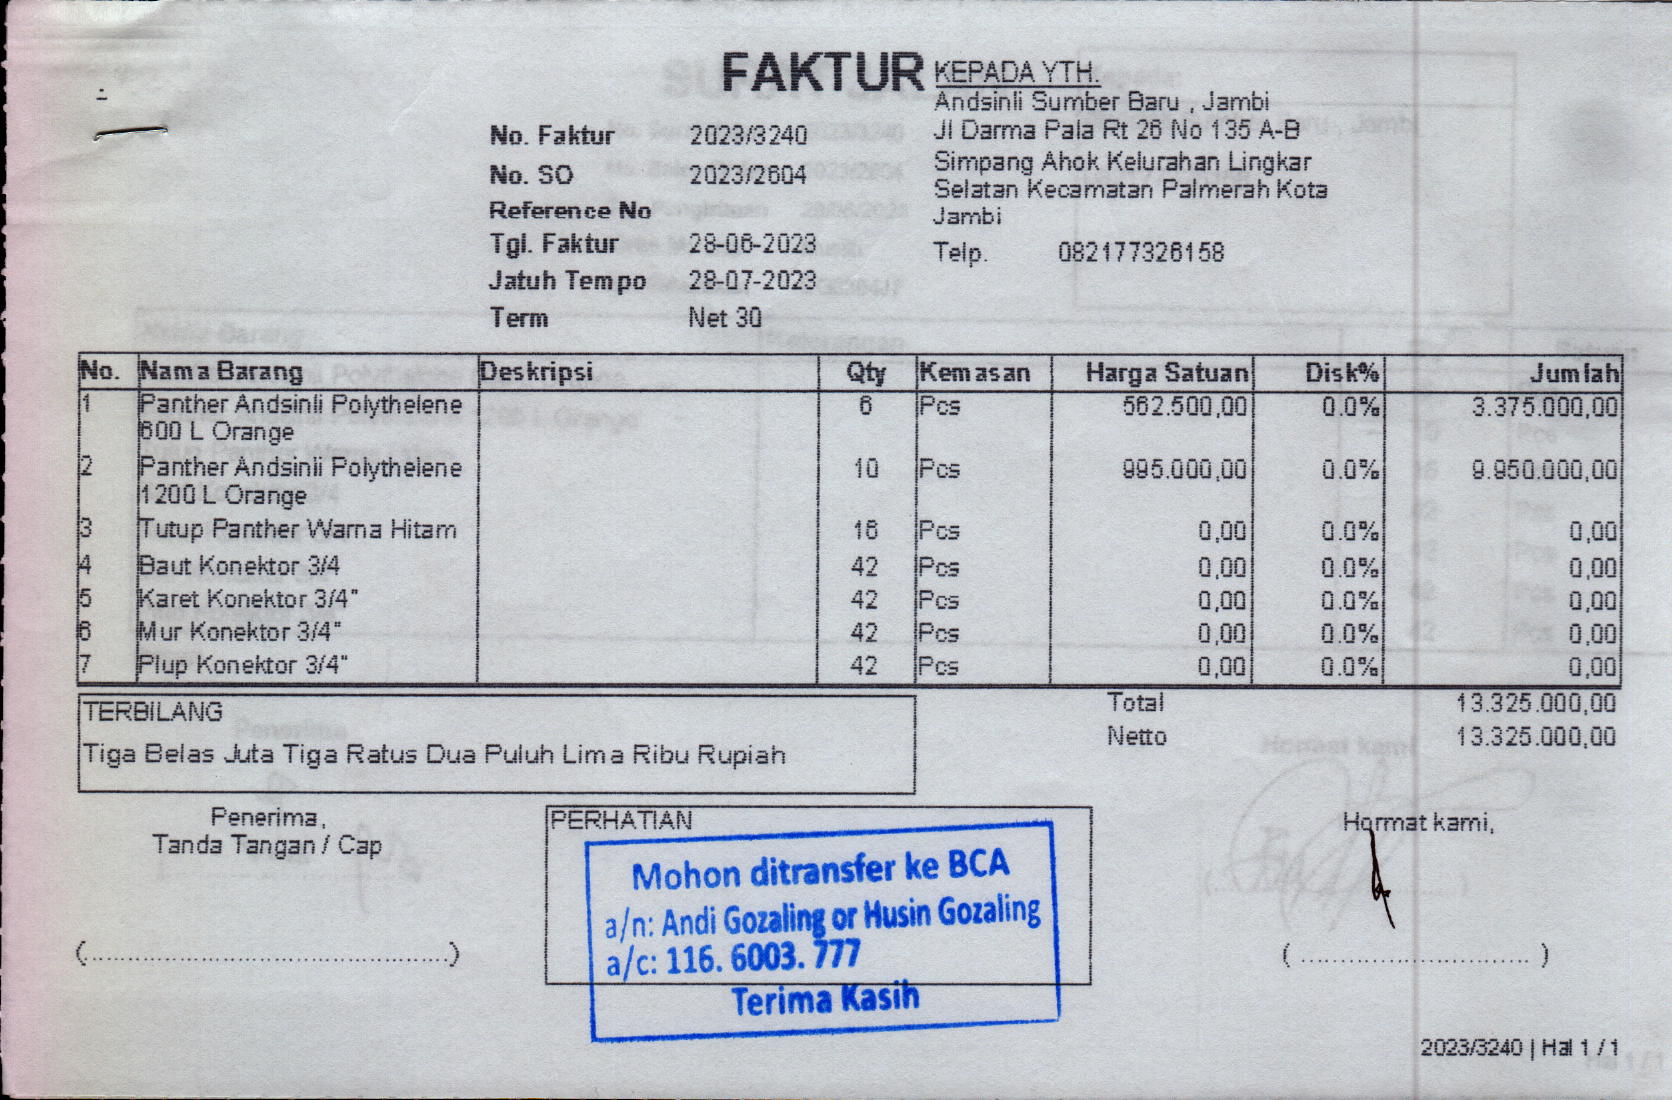 FAKTUR
KEPADA YTH.
Andsinli Sumber Baru , Jambi
Jl Darma Pala Rt 26 No 135 A-B
Simpang Ahok Kelurahan Lingkar
Selatan Kecamatan Palmerah Kota
Jambi
Telp. 082177326158
No. Faktur 2023/3240
No. SO 2023/2604
Reference No
Tgl. Faktur 28-06-2023
Jatuh Tempo 28-07-2023
Term Net 30
No. Nama Barang Deskripsi Qty Kemasan Harga Satuan Disk% Jumlah
1 Panther Andsinli Polythelene 6 Pcs 562.500,00 0.0% 3.375.000,00
600 L Orange
2 Panther Andsinli Polythelene 10 Pcs 995.000,00 0.0% 9.950.000,00
1200 L Orange
3 Tutup Panther Warna Hitam 16 Pcs 0,00 0.0% 0,00
4 Baut Konektor 3/4 42 Pcs 0,00 0.0% 0,00
5 Karet Konektor 3/4" 42 Pcs 0,00 0.0% 0,00
6 Mur Konektor 3/4" 42 Pcs 0,00 0.0% 0,00
7 Plup Konektor 3/4" 42 Pcs 0,00 0.0% 0,00
Total 13.325.000,00
Netto 13.325.000,00
TERBILANG
Tiga Belas Juta Tiga Ratus Dua Puluh Lima Ribu Rupiah
Penerima,
Tanda Tangan / Cap
(..............................................)
PERHATIAN
Mohon ditransfer ke BCA
a/n: Andi Gozaling or Husin Gozaling
a/c: 116. 6003. 777
Terima Kasih
Hormat kami,
( ............................. )
2023/3240 | Hal 1 / 1